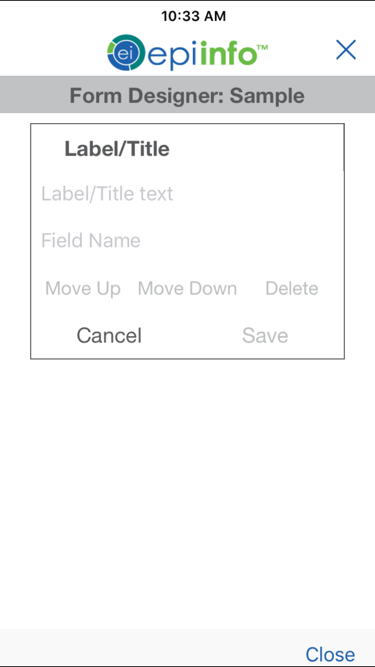 10:33 AM
ei epiinfo™
Form Designer: Sample
Label/Title
Label/Title text
Field Name
Move Up Move Down Delete
Cancel Save
Close